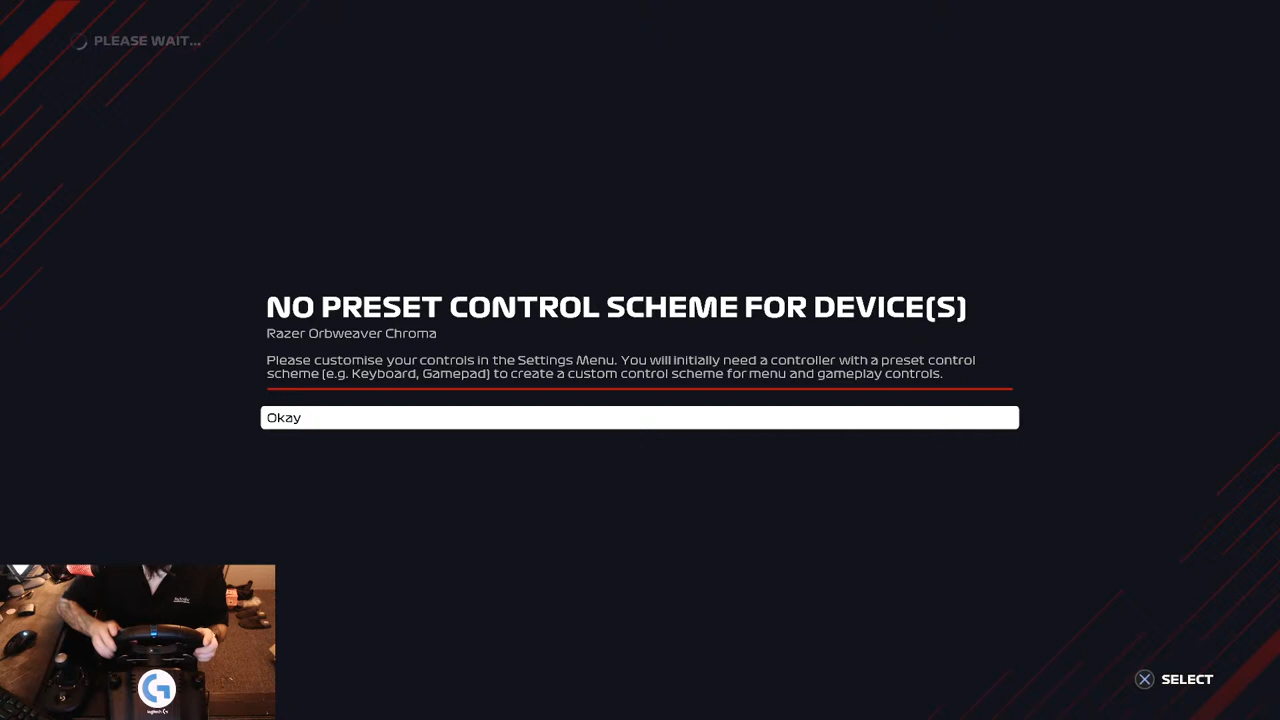 PLEASE WAIT...
NO PRESET CONTROL SCHEME FOR DEVICE(S)
Razer Orbweaver Chroma
Please customise your controls in the Settings Menu. You will initially need a controller with a preset control
scheme (e.g. Keyboard, Gamepad) to create a custom control scheme for menu and gameplay controls.
Okay
SELECT
logitech G